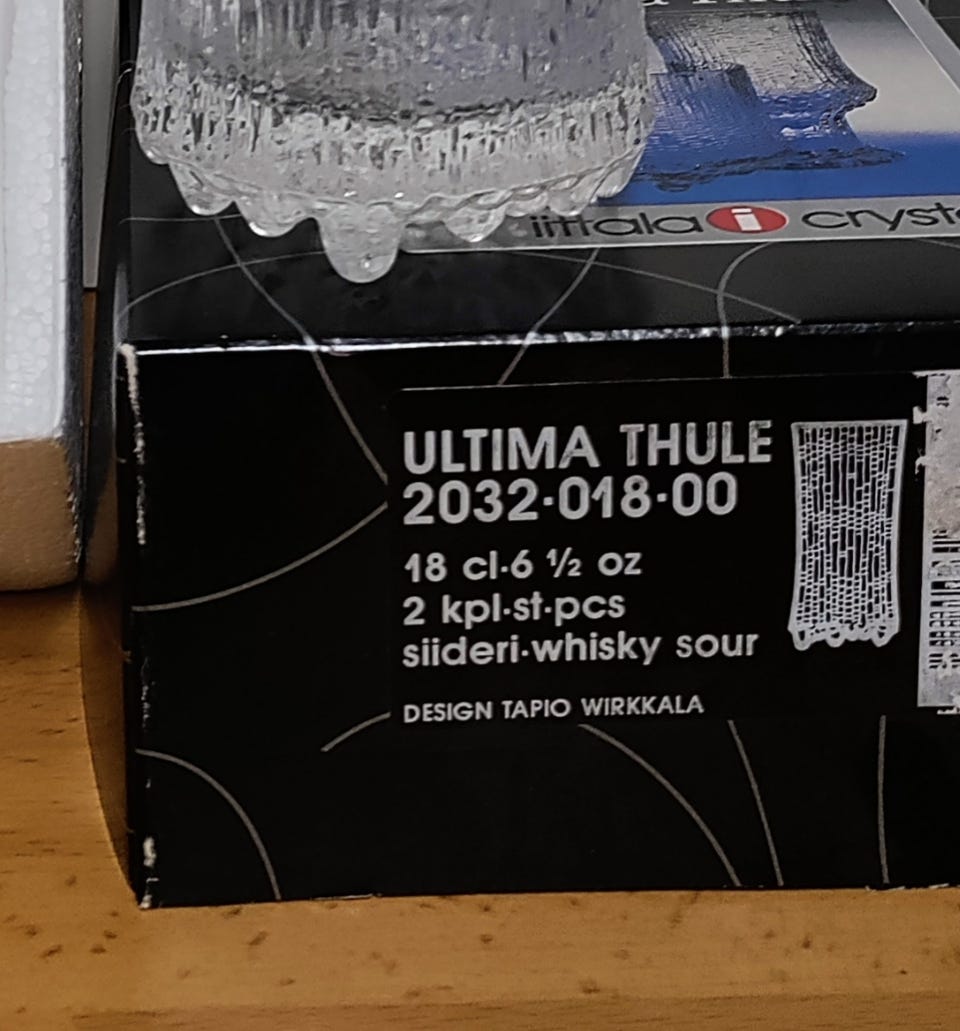 iittala i
ULTIMA THULE
2032·018·00
18 cl·6 ½ oz
2 kpl·st·pcs
siideri·whisky sour
DESIGN TAPIO WIRKKALA